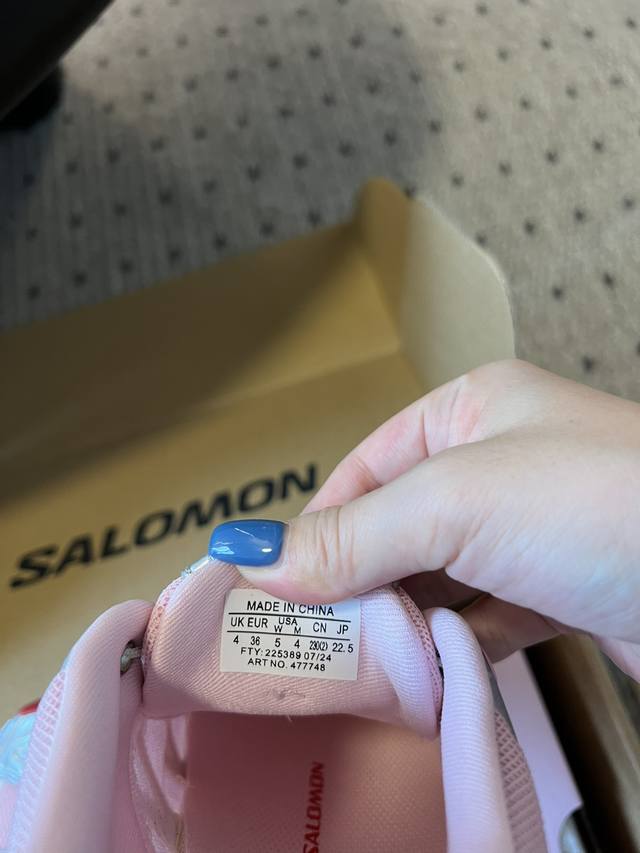 SALOMON
MADE IN CHINA
UK EUR USA W M CN JP
4 36 5 4 230(2) 22.5
FTY: 225389 07/24
ART NO. 477748
SALOMON